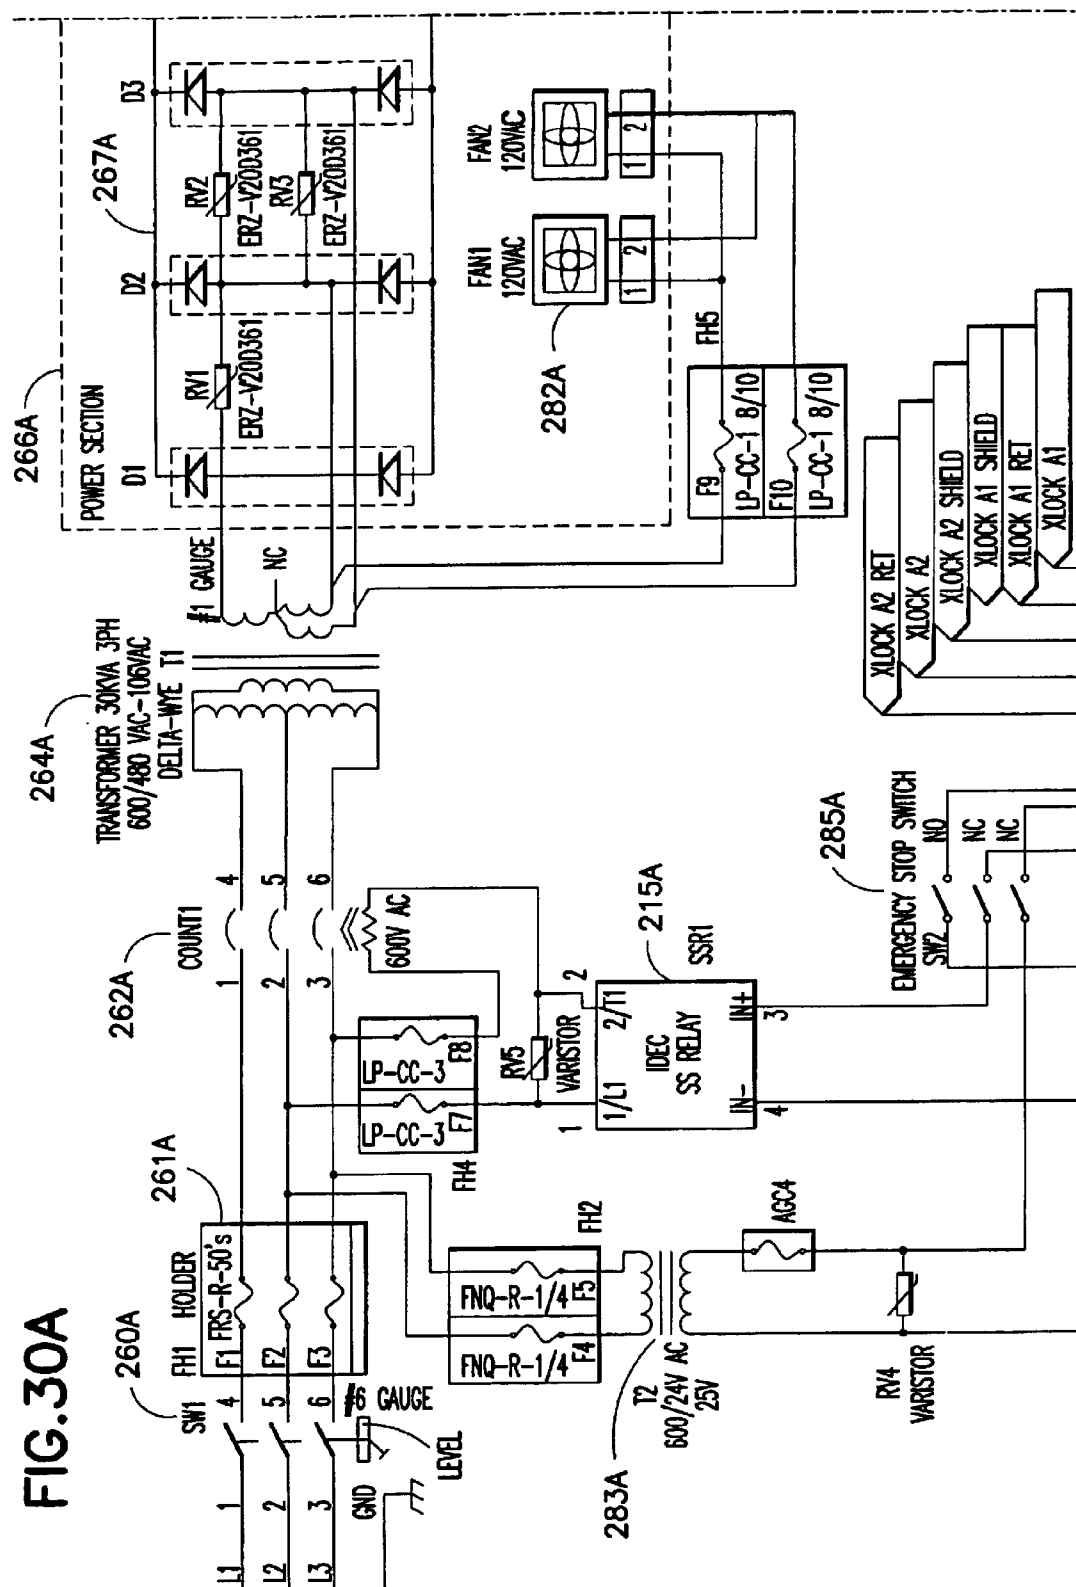 FIG.30A
L1
L2
L3
1
2
3
260A
SW1
4
5
6
#6 GAUGE
GND
LEVEL
FH1 HOLDER
261A
FRS-R-50's
F1
F2
F3
262A
COUNT1
1
2
3
4
5
6
600V AC
LP-CC-3
F8
LP-CC-3
F7
FH4
264A
TRANSFORMER 30KVA 3PH
600/480 VAC-106VAC
DELTA-WYE T1
#1 GAUGE
NC
266A
POWER SECTION
267A
D1
D2
D3
RV1
ERZ-V20D361
RV2
ERZ-V20D361
RV3
ERZ-V20D361
FAN1
120VAC
1
2
FAN2
120VAC
1
2
282A
FH5
F9
LP-CC-1 8/10
F10
LP-CC-1 8/10
FNQ-R-1/4
F5
FNQ-R-1/4
F4
FH2
T2
600/24V AC
25V
283A
AGC4
RV4
VARISTOR
RV5
VARISTOR
1
2
1/L1
2/T1
IDEC
SS RELAY
IN-
IN+
4
3
215A
SSR1
285A
EMERGENCY STOP SWITCH
SW2
NO
NC
NC
XLOCK A2 RET
XLOCK A2
XLOCK A2 SHIELD
XLOCK A1 SHIELD
XLOCK A1 RET
XLOCK A1